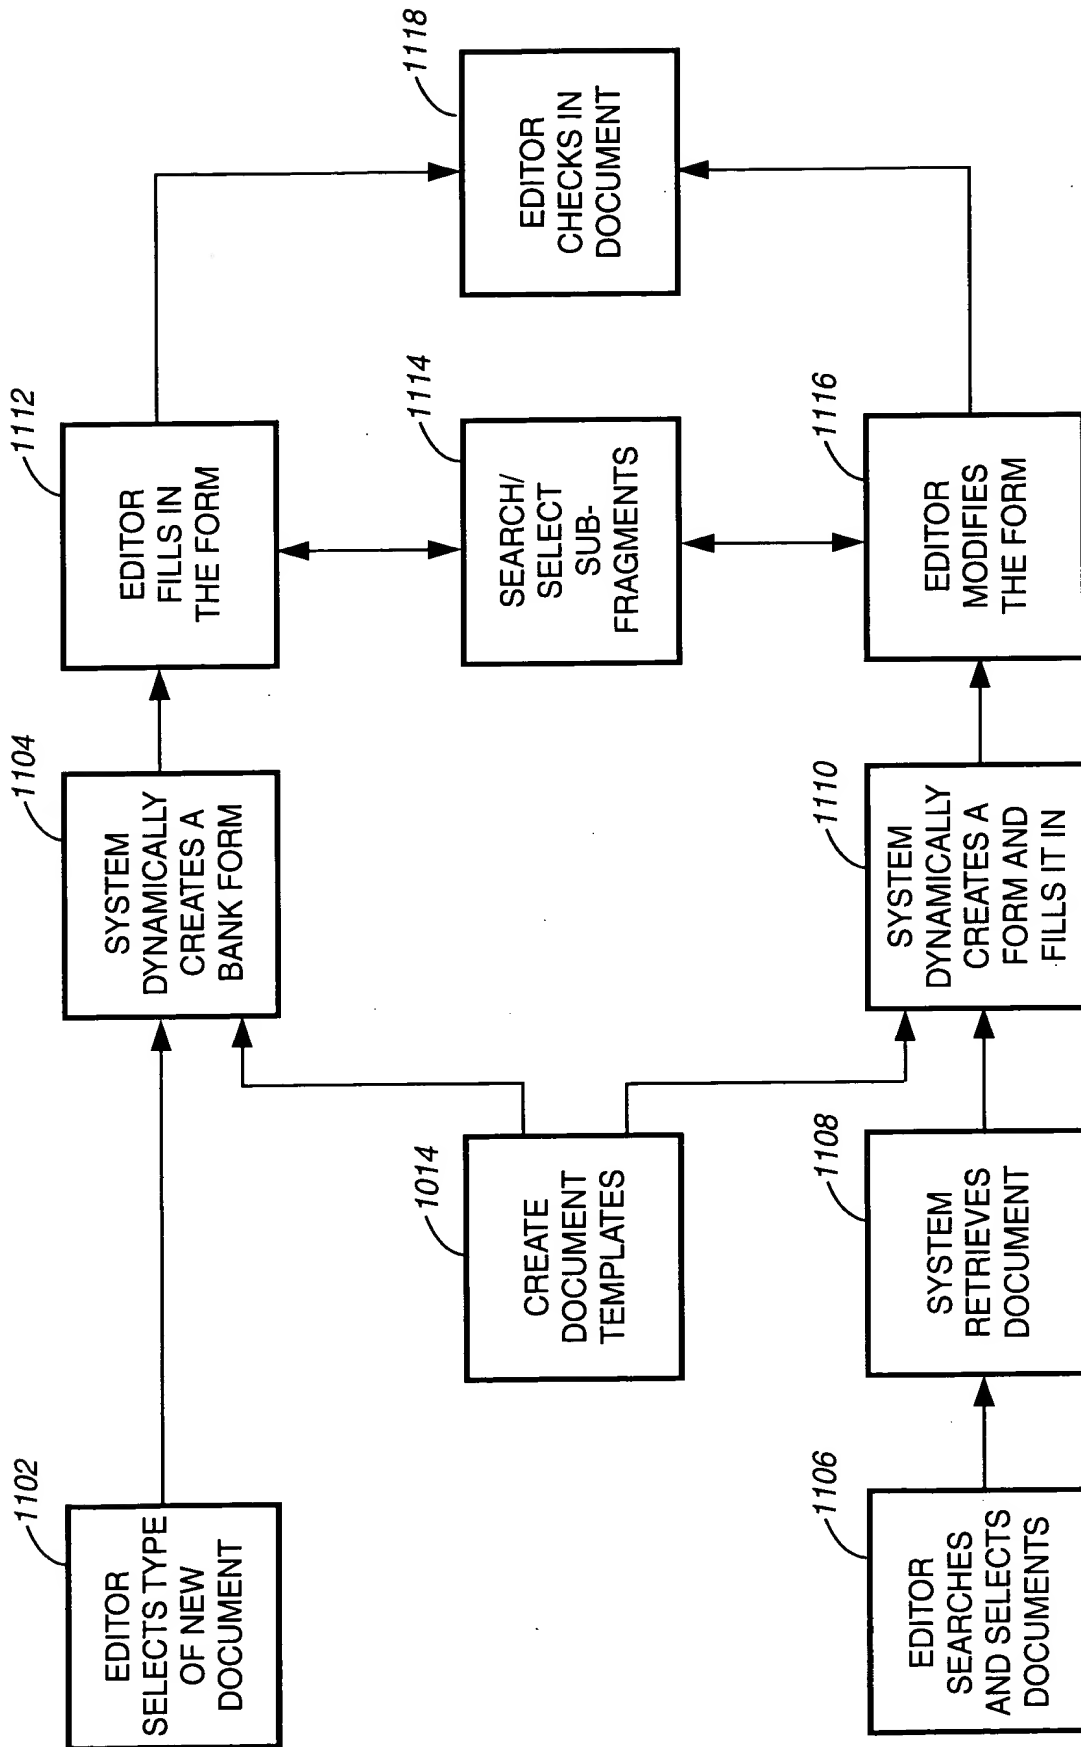 1102
EDITOR
SELECTS TYPE
OF NEW
DOCUMENT
1104
SYSTEM
DYNAMICALLY
CREATES A
BANK FORM
1112
EDITOR
FILLS IN
THE FORM
1014
CREATE
DOCUMENT
TEMPLATES
1114
SEARCH/
SELECT
SUB-
FRAGMENTS
1118
EDITOR
CHECKS IN
DOCUMENT
1106
EDITOR
SEARCHES
AND SELECTS
DOCUMENTS
1108
SYSTEM
RETRIEVES
DOCUMENT
1110
SYSTEM
DYNAMICALLY
CREATES A
FORM AND
FILLS IT IN
1116
EDITOR
MODIFIES
THE FORM